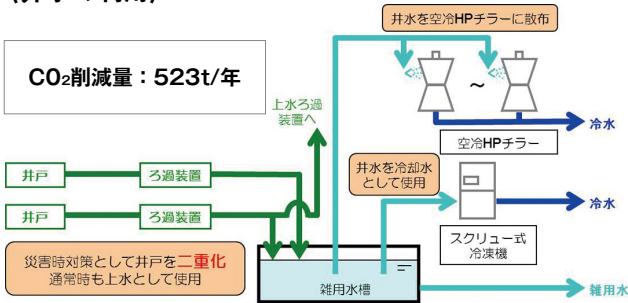 井水を空冷HPチラーに散布
CO₂削減量：523t/年
上水ろ過
装置へ
～
冷水
空冷HPチラー
井戸
ろ過装置
井水を冷却水
として使用
冷水
井戸
ろ過装置
スクリュー式
冷凍機
災害時対策として井戸を二重化
通常時も上水として使用
雑用水槽
雑用水